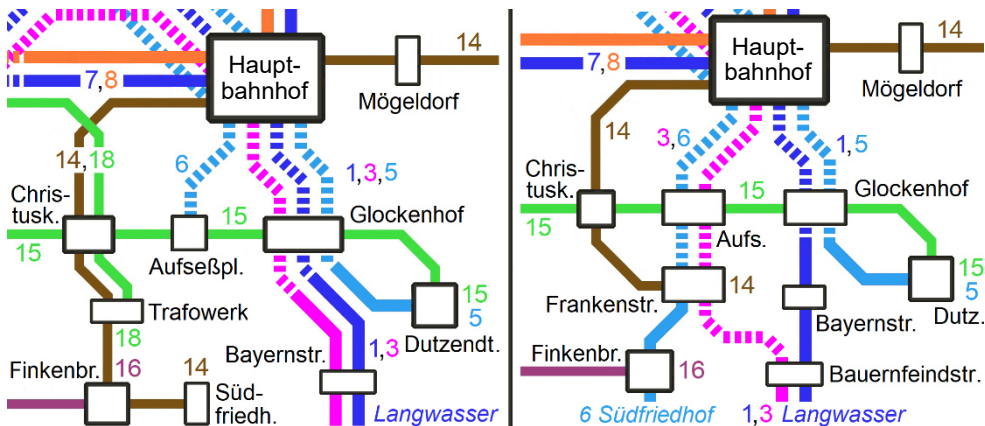 14
Haupt-
bahnhof
7,8
Mögeldorf
14,18
6
1,3,5
Chris-
tusk.
15
15
Glockenhof
Aufseßpl.
Trafowerk
15
5
18
Dutzendt.
Bayernstr.
1,3
Finkenbr.
16
14
Süd-
friedh.
Langwasser
14
Haupt-
bahnhof
7,8
Mögeldorf
14
3,6
1,5
Chris-
tusk.
15
15
Glockenhof
Aufs.
14
15
5
Frankenstr.
Bayernstr.
Dutz.
Finkenbr.
16
Bauernfeindstr.
6 Südfriedhof
1,3 Langwasser